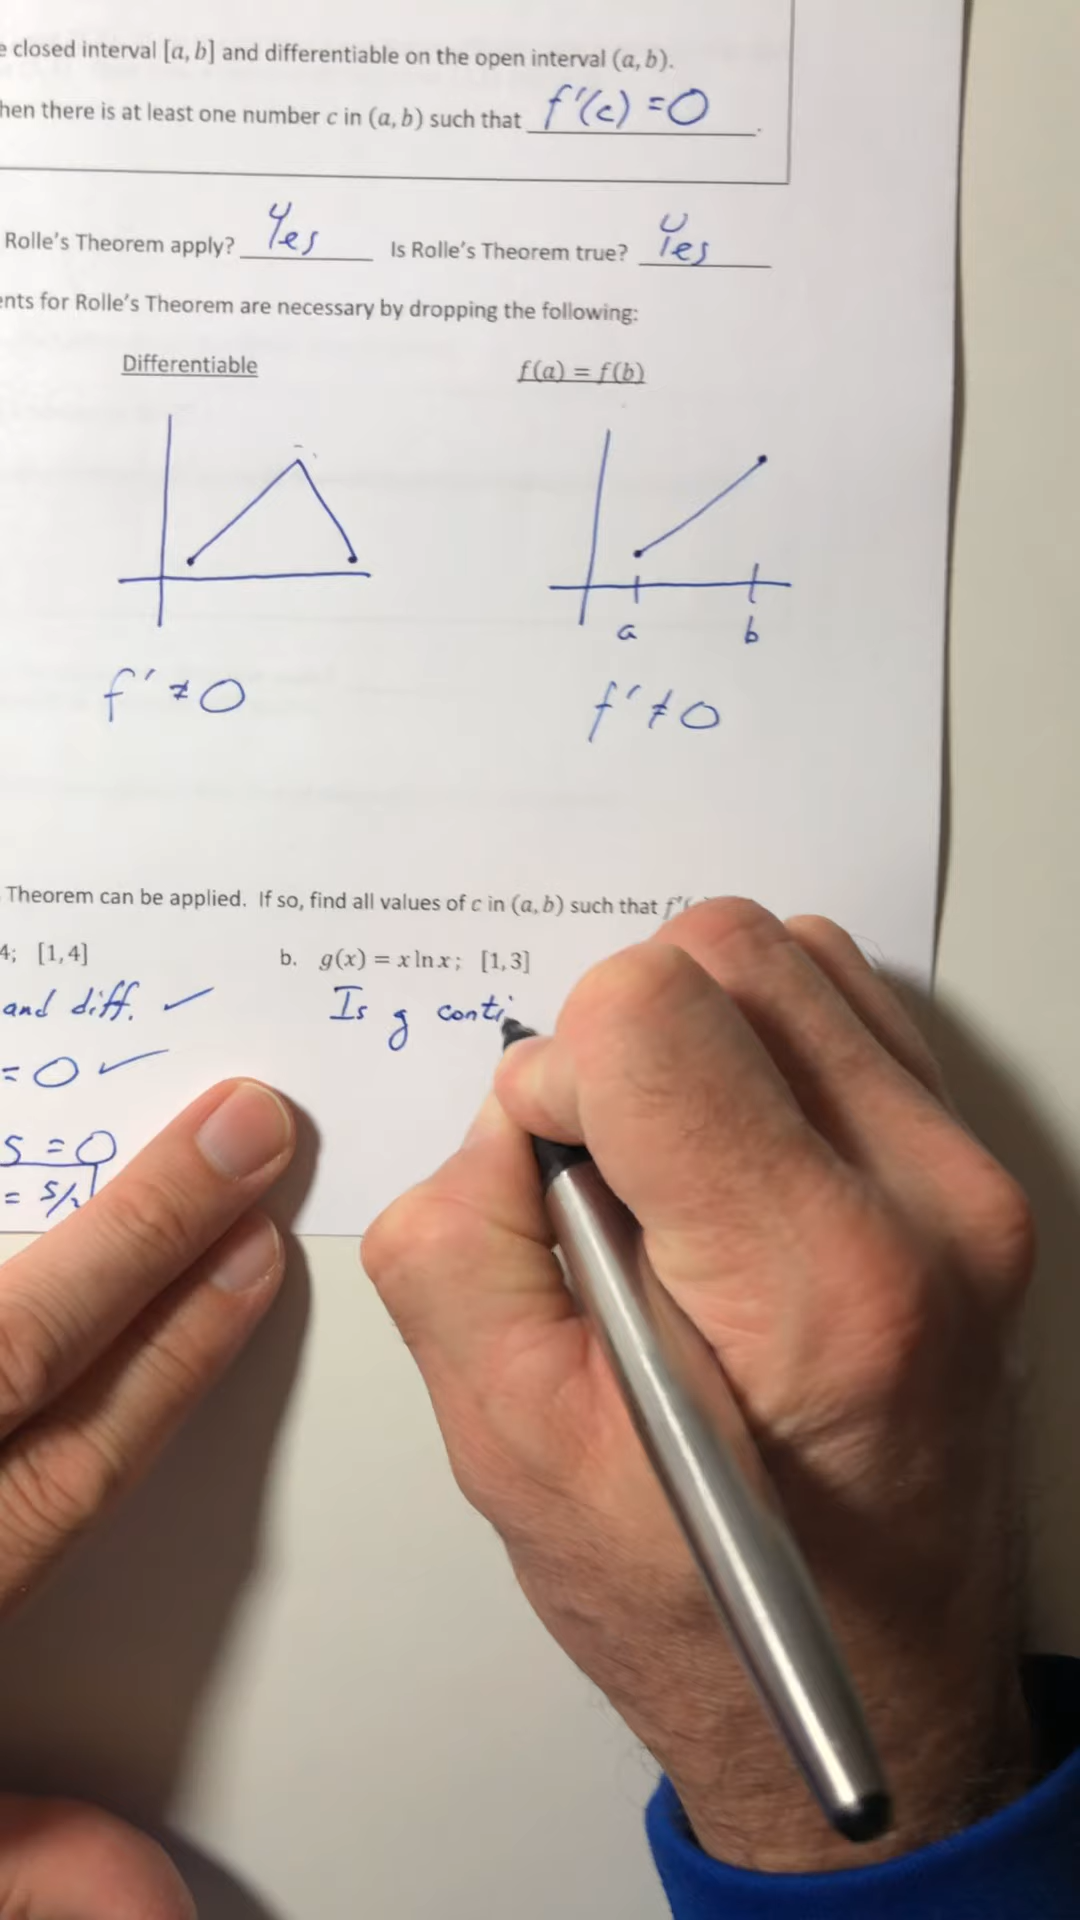 closed interval [a, b] and differentiable on the open interval (a, b).
then there is at least one number c in (a, b) such that f'(c) = 0.
Rolle's Theorem apply? Yes Is Rolle's Theorem true? Yes
for Rolle's Theorem are necessary by dropping the following:
Differentiable f(a) = f(b)
a b
f' ≠ 0 f' ≠ 0
Theorem can be applied. If so, find all values of c in (a, b) such that
4; [1,4] b. g(x) = x ln x; [1,3]
and diff. ✓ Is g conti
= 0 ✓
5 = 0
= 5/2